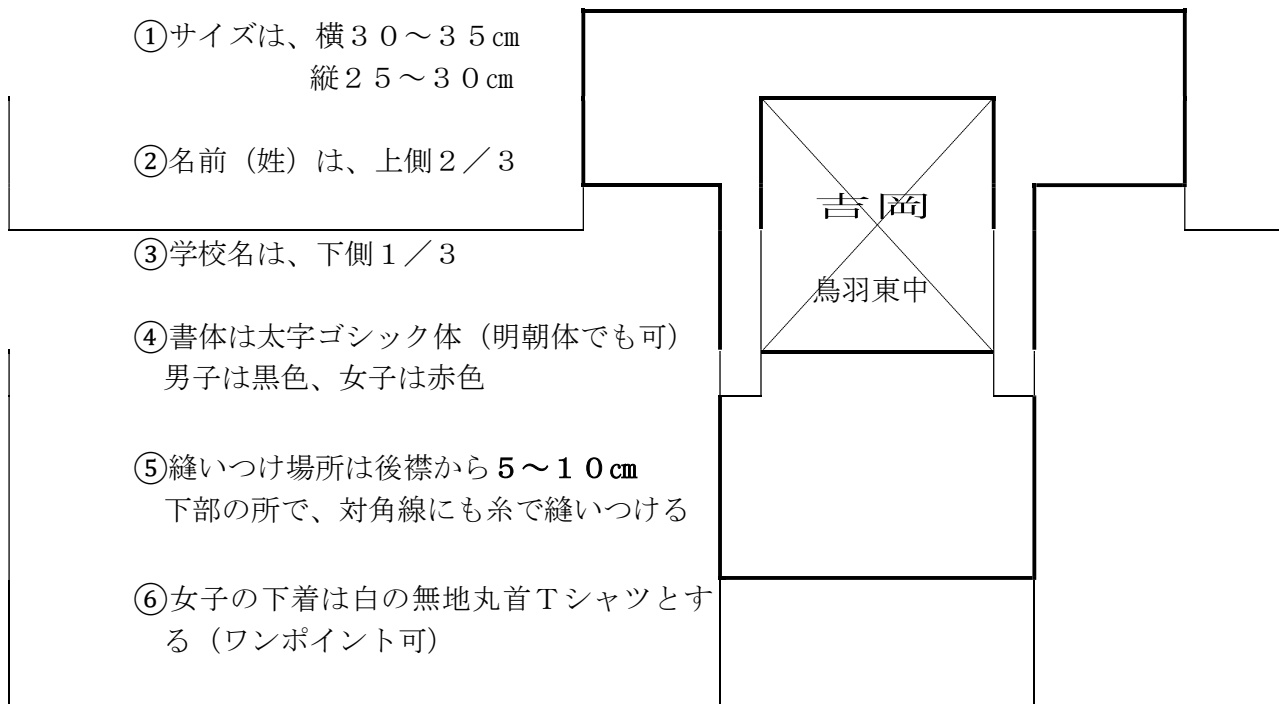 ①サイズは、横３０～３５㎝
縦２５～３０㎝
②名前（姓）は、上側２／３
③学校名は、下側１／３
④書体は太字ゴシック体（明朝体でも可）
男子は黒色、女子は赤色
⑤縫いつけ場所は後襟から５～１０㎝
下部の所で、対角線にも糸で縫いつける
⑥女子の下着は白の無地丸首Ｔシャツとす
る（ワンポイント可）
吉岡
鳥羽東中